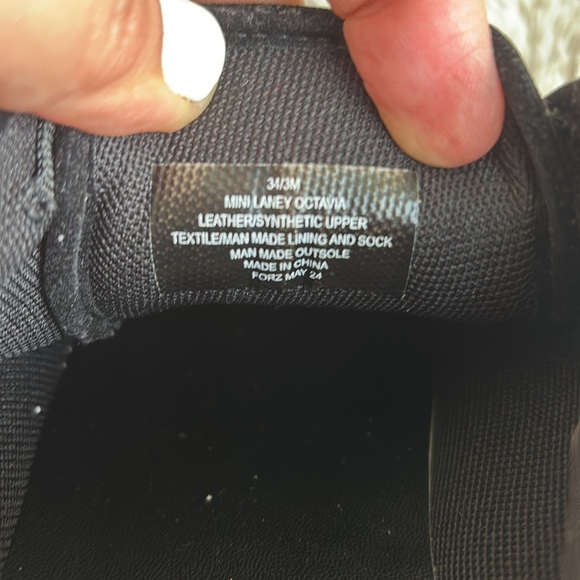 34/3M
MINI LANEY OCTAVIA
LEATHER/SYNTHETIC UPPER
TEXTILE/MAN MADE LINING AND SOCK
MAN MADE OUTSOLE
MADE IN CHINA
FORZ MAY 24